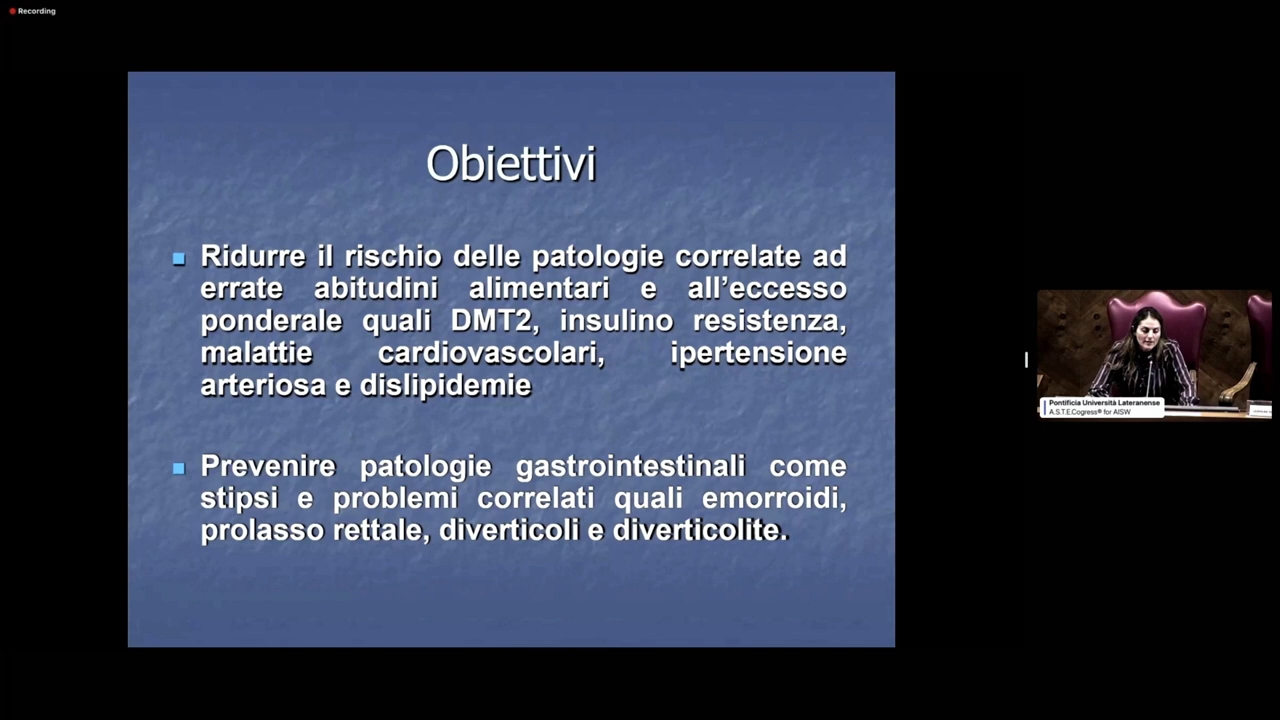 Recording
Obiettivi
Ridurre il rischio delle patologie correlate ad
errate abitudini alimentari e all’eccesso
ponderale quali DMT2, insulino resistenza,
malattie cardiovascolari, ipertensione
arteriosa e dislipidemie
Prevenire patologie gastrointestinali come
stipsi e problemi correlati quali emorroidi,
prolasso rettale, diverticoli e diverticolite.
Pontificia Università Lateranense
A.S.T.E.Cogress® for AISW